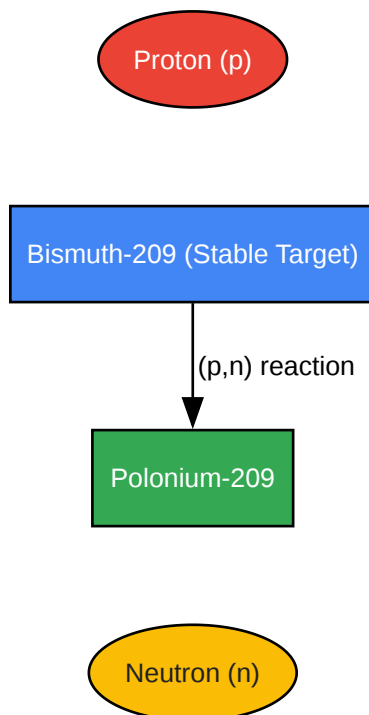 Proton (p)
Bismuth-209 (Stable Target)
(p,n) reaction
Polonium-209
Neutron (n)